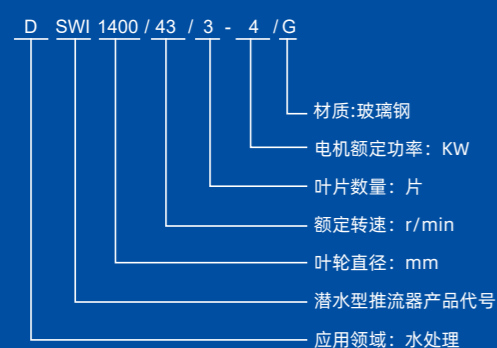 D SWI 1400 / 43 / 3 - 4 / G
材质:玻璃钢
电机额定功率：KW
叶片数量：片
额定转速：r/min
叶轮直径：mm
潜水型推流器产品代号
应用领域：水处理